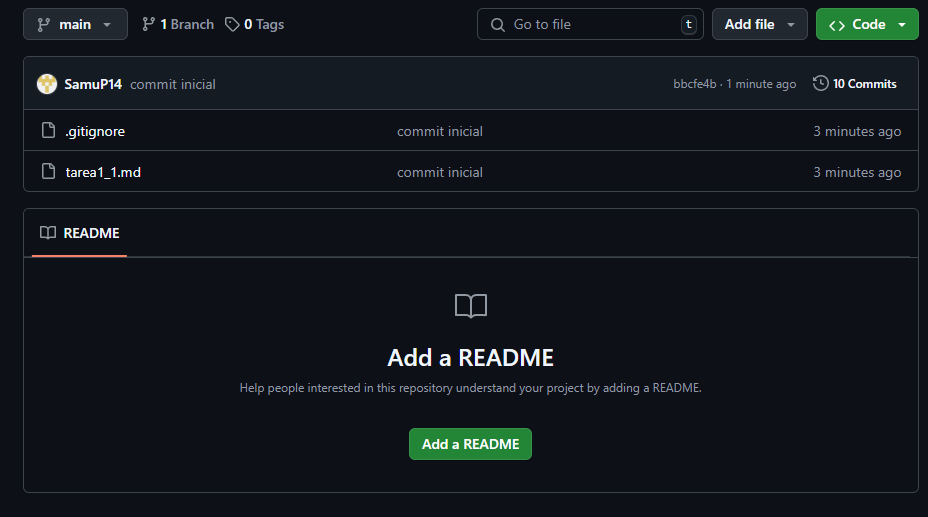 main 1 Branch 0 Tags Go to file t Add file Code
SamuP14 commit inicial bbcfe4b · 1 minute ago 10 Commits
.gitignore commit inicial 3 minutes ago
tarea1_1.md commit inicial 3 minutes ago
README
Add a README
Help people interested in this repository understand your project by adding a README.
Add a README